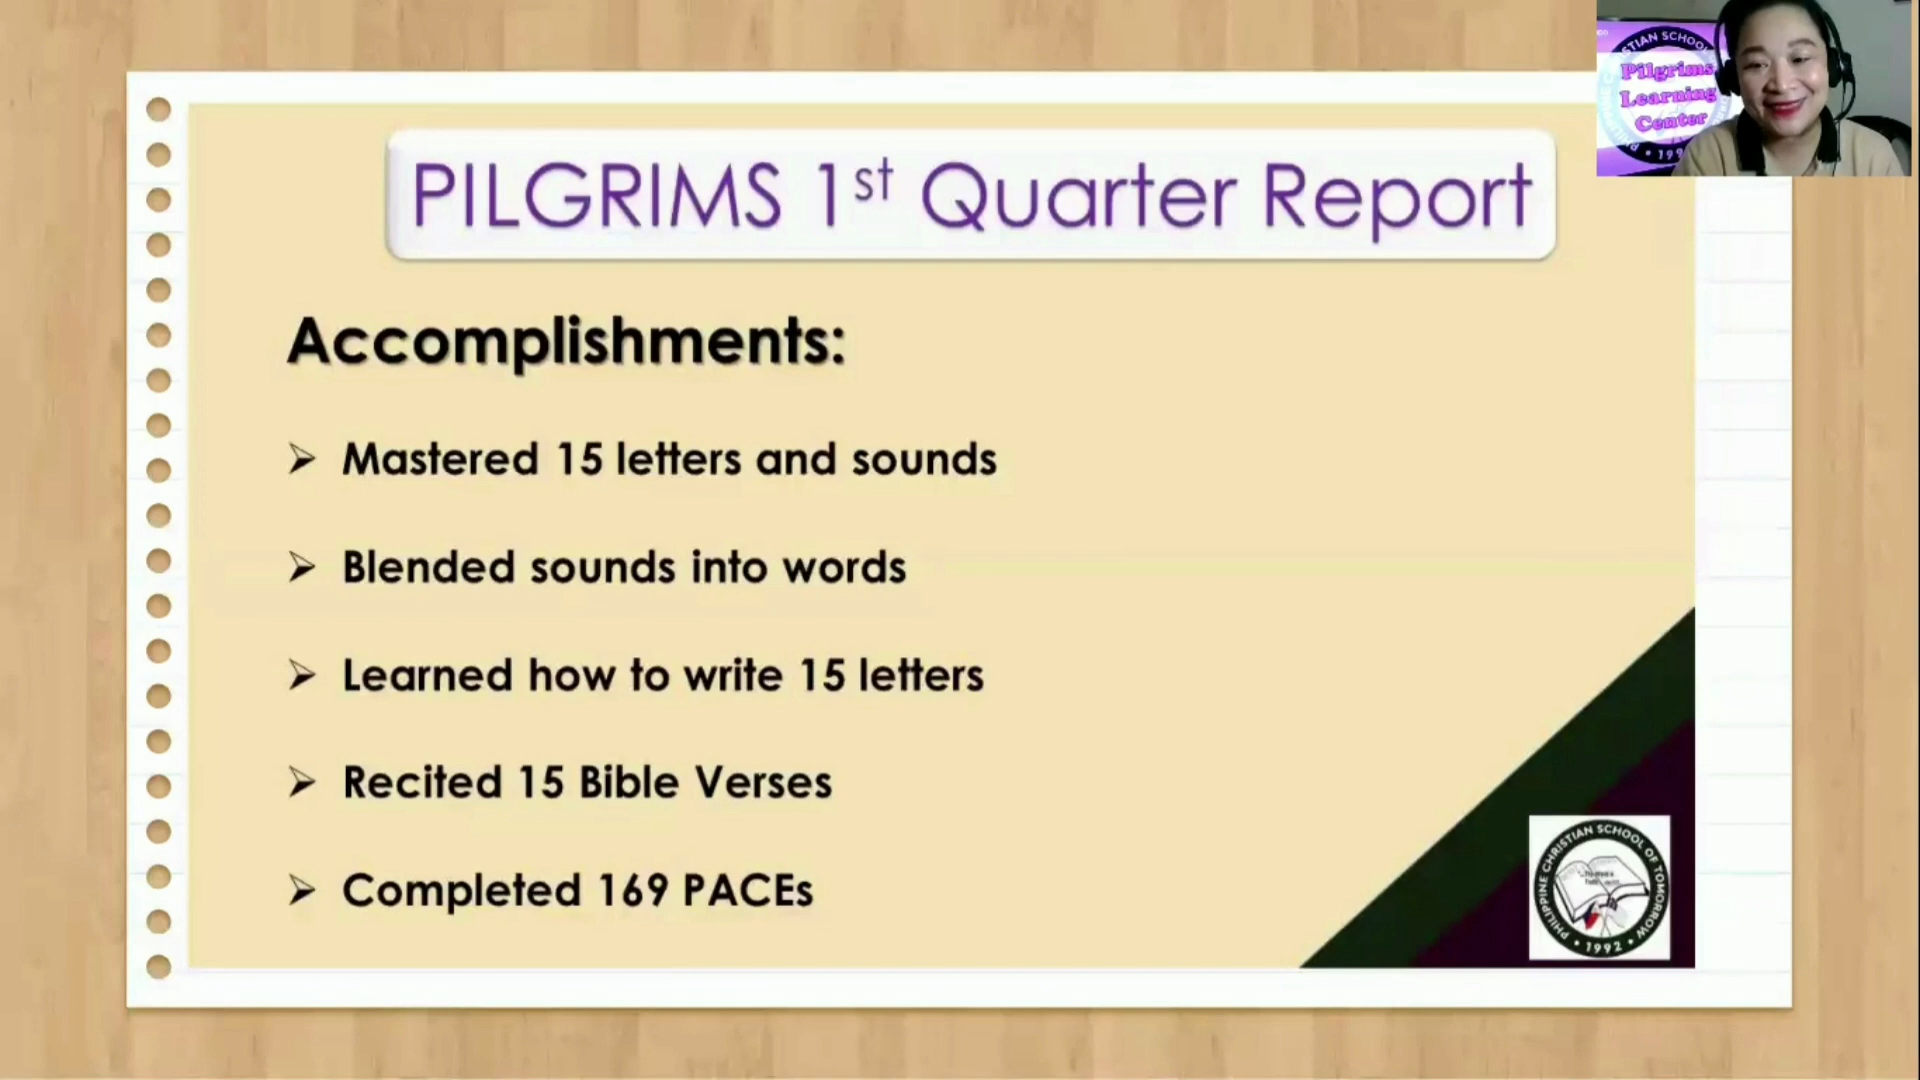 PILGRIMS 1st Quarter Report
Accomplishments:
➢ Mastered 15 letters and sounds
➢ Blended sounds into words
➢ Learned how to write 15 letters
➢ Recited 15 Bible Verses
➢ Completed 169 PACEs
Pilgrims
Learning
Center
PHILIPPINE CHRISTIAN SCHOOL OF TOMORROW
• 1992 •